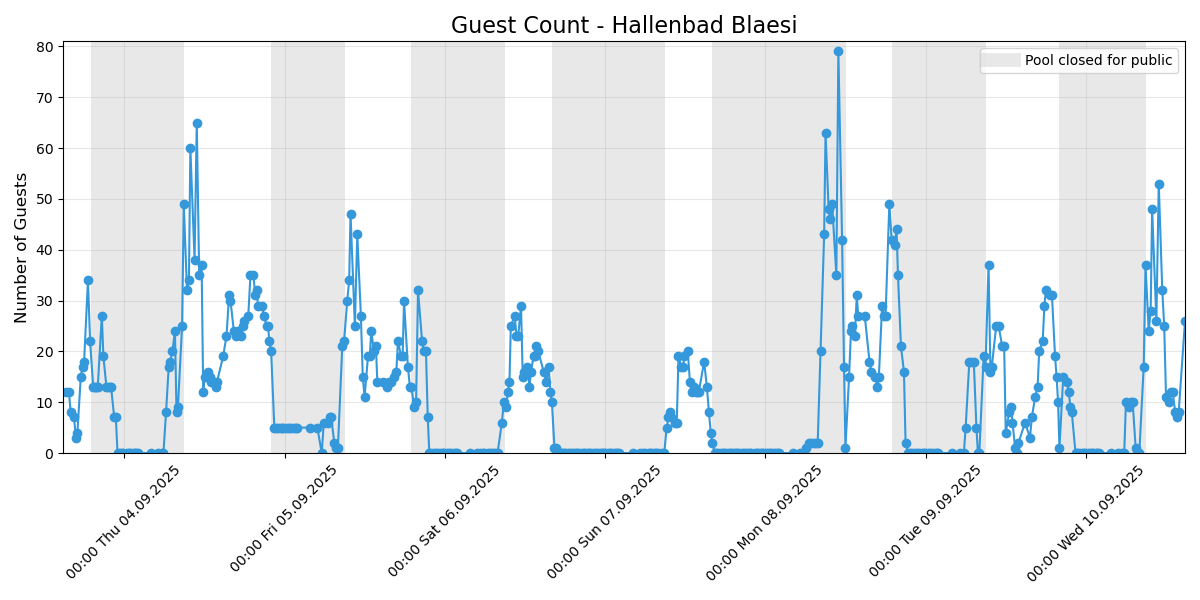 Guest Count - Hallenbad Blaesi
Pool closed for public
Number of Guests
80
70
60
50
40
30
20
10
0
00:00 Thu 04.09.2025
00:00 Fri 05.09.2025
00:00 Sat 06.09.2025
00:00 Sun 07.09.2025
00:00 Mon 08.09.2025
00:00 Tue 09.09.2025
00:00 Wed 10.09.2025